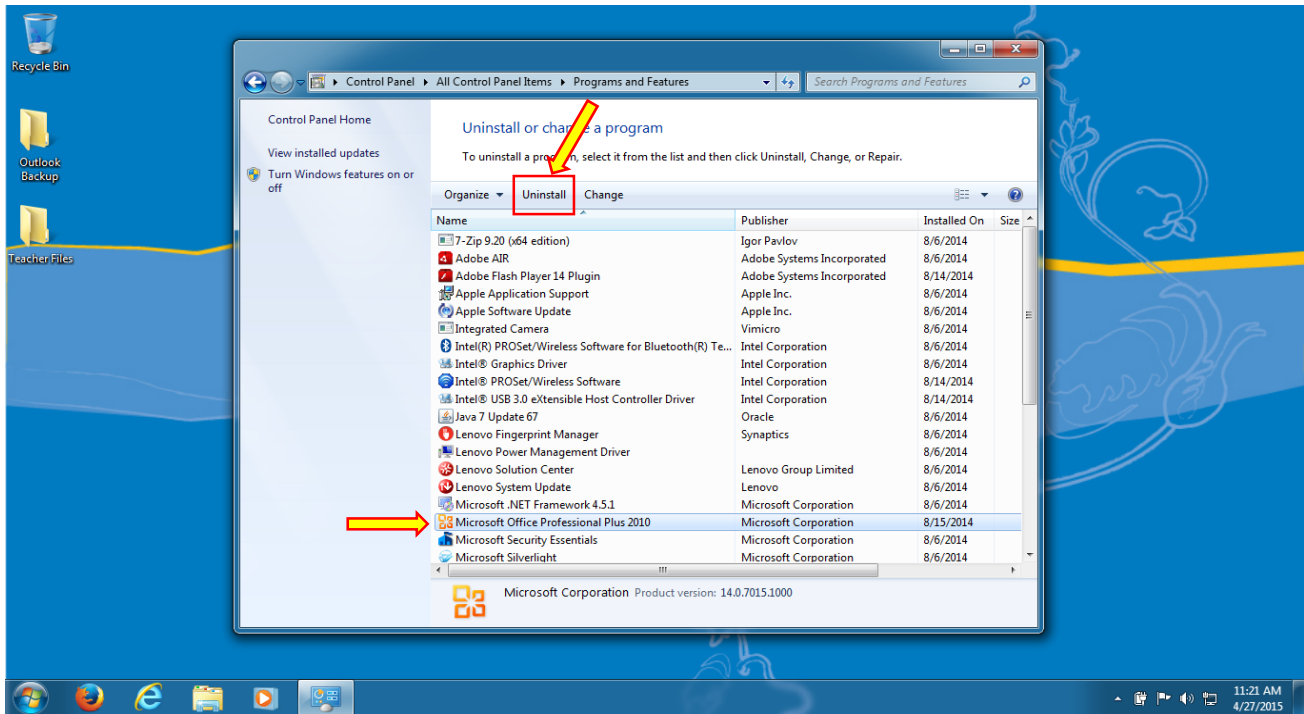 Recycle Bin
Outlook
Backup
Teacher Files
Control Panel
All Control Panel Items
Programs and Features
Search Programs and Features
Control Panel Home
View installed updates
Turn Windows features on or
off
Uninstall or change a program
To uninstall a program, select it from the list and then click Uninstall, Change, or Repair.
Organize Uninstall Change
Name Publisher Installed On Size
7-Zip 9.20 (x64 edition) Igor Pavlov 8/6/2014
Adobe AIR Adobe Systems Incorporated 8/6/2014
Adobe Flash Player 14 Plugin Adobe Systems Incorporated 8/14/2014
Apple Application Support Apple Inc. 8/6/2014
Apple Software Update Apple Inc. 8/6/2014
Integrated Camera Vimicro 8/6/2014
Intel(R) PROSet/Wireless Software for Bluetooth(R) Te... Intel Corporation 8/6/2014
Intel® Graphics Driver Intel Corporation 8/6/2014
Intel® PROSet/Wireless Software Intel Corporation 8/14/2014
Intel® USB 3.0 eXtensible Host Controller Driver Intel Corporation 8/14/2014
Java 7 Update 67 Oracle 8/6/2014
Lenovo Fingerprint Manager Synaptics 8/6/2014
Lenovo Power Management Driver 8/6/2014
Lenovo Solution Center Lenovo Group Limited 8/6/2014
Lenovo System Update Lenovo 8/6/2014
Microsoft .NET Framework 4.5.1 Microsoft Corporation 8/6/2014
Microsoft Office Professional Plus 2010 Microsoft Corporation 8/15/2014
Microsoft Security Essentials Microsoft Corporation 8/6/2014
Microsoft Silverlight Microsoft Corporation 8/6/2014
Microsoft Corporation Product version: 14.0.7015.1000
11:21 AM
4/27/2015